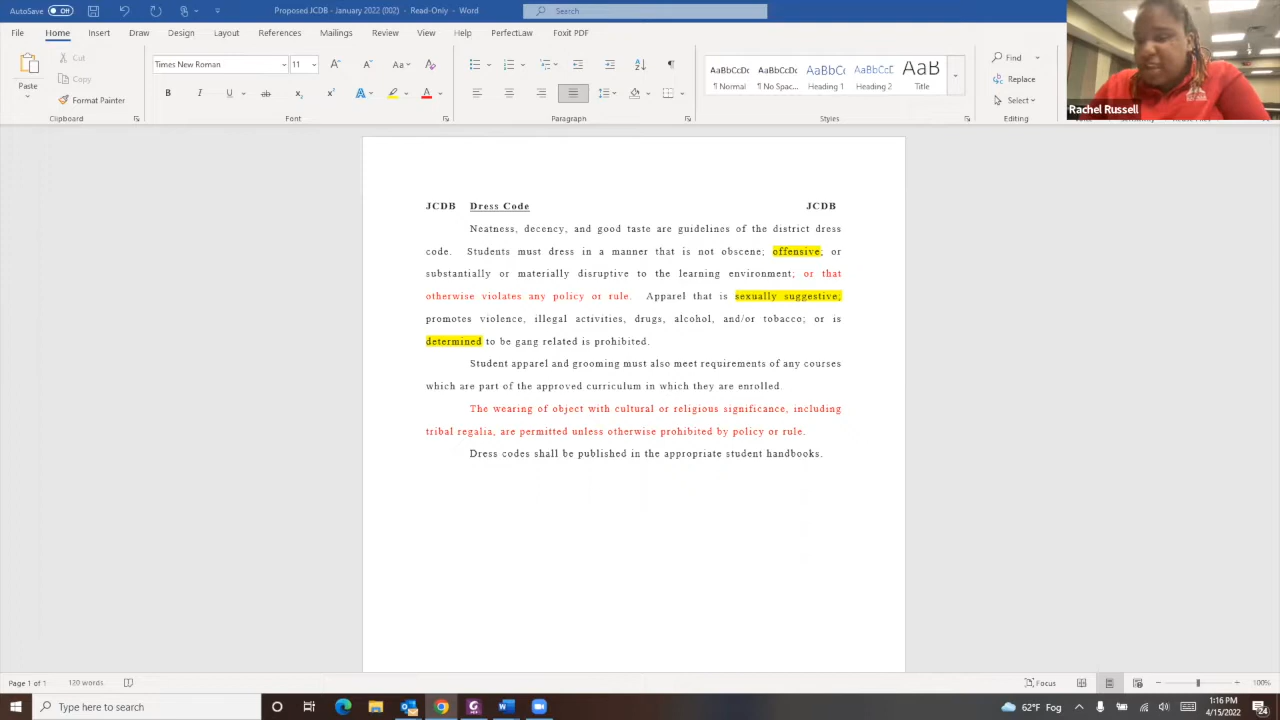 AutoSave Off Proposed JCDB - January 2022 (002) - Read-Only - Word Search
File Home Insert Draw Design Layout References Mailings Review View Help PerfectLaw Foxit PDF
Paste Cut Copy Format Painter
Clipboard
Times New Roman 11
Font
Paragraph
AaBbCcDc AaBbCcDc AaBbCc AaBbCcD AaB
¶ Normal ¶ No Spac... Heading 1 Heading 2 Title
Styles
Find
Replace
Select
Editing
Rachel Russell
JCDB Dress Code JCDB
Neatness, decency, and good taste are guidelines of the district dress
code. Students must dress in a manner that is not obscene; offensive; or
substantially or materially disruptive to the learning environment; or that
otherwise violates any policy or rule. Apparel that is sexually suggestive,
promotes violence, illegal activities, drugs, alcohol, and/or tobacco; or is
determined to be gang related is prohibited.
Student apparel and grooming must also meet requirements of any courses
which are part of the approved curriculum in which they are enrolled.
The wearing of object with cultural or religious significance, including
tribal regalia, are permitted unless otherwise prohibited by policy or rule.
Dress codes shall be published in the appropriate student handbooks.
Page 1 of 1 120 words Focus 100%
Type here to search 62°F Fog 1:16 PM
4/15/2022 24